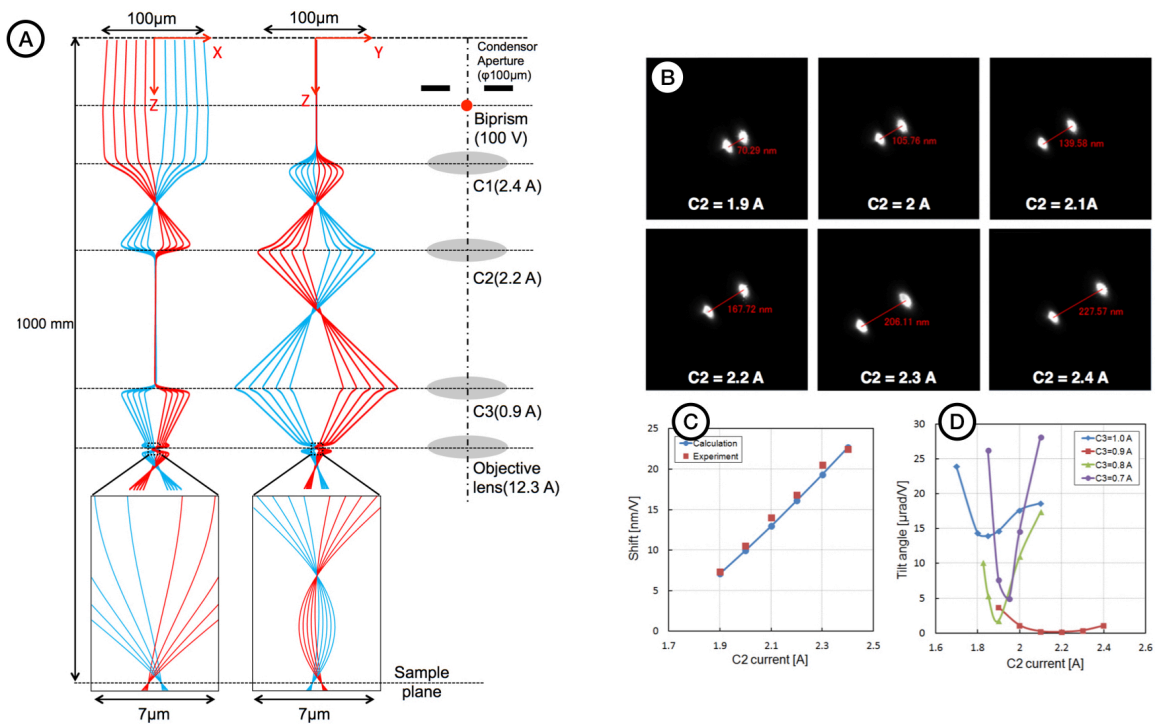 A
100µm
100µm
X
Y
Z
Z
Condensor
Aperture
(φ100µm)
Biprism
(100 V)
C1(2.4 A)
C2(2.2 A)
1000 mm
C3(0.9 A)
Objective
lens(12.3 A)
Sample
plane
7µm
7µm
B
70.29 nm
C2 = 1.9 A
105.76 nm
C2 = 2 A
139.58 nm
C2 = 2.1A
167.72 nm
C2 = 2.2 A
206.11 nm
C2 = 2.3 A
227.57 nm
C2 = 2.4 A
C
Calculation
Experiment
Shift [nm/V]
25
20
15
10
5
0
1.7
1.9
2.1
2.3
2.5
C2 current [A]
D
C3=1.0 A
C3=0.9 A
C3=0.8 A
C3=0.7 A
Tilt angle [µrad/V]
30
25
20
15
10
5
0
1.6
1.8
2
2.2
2.4
2.6
C2 current [A]